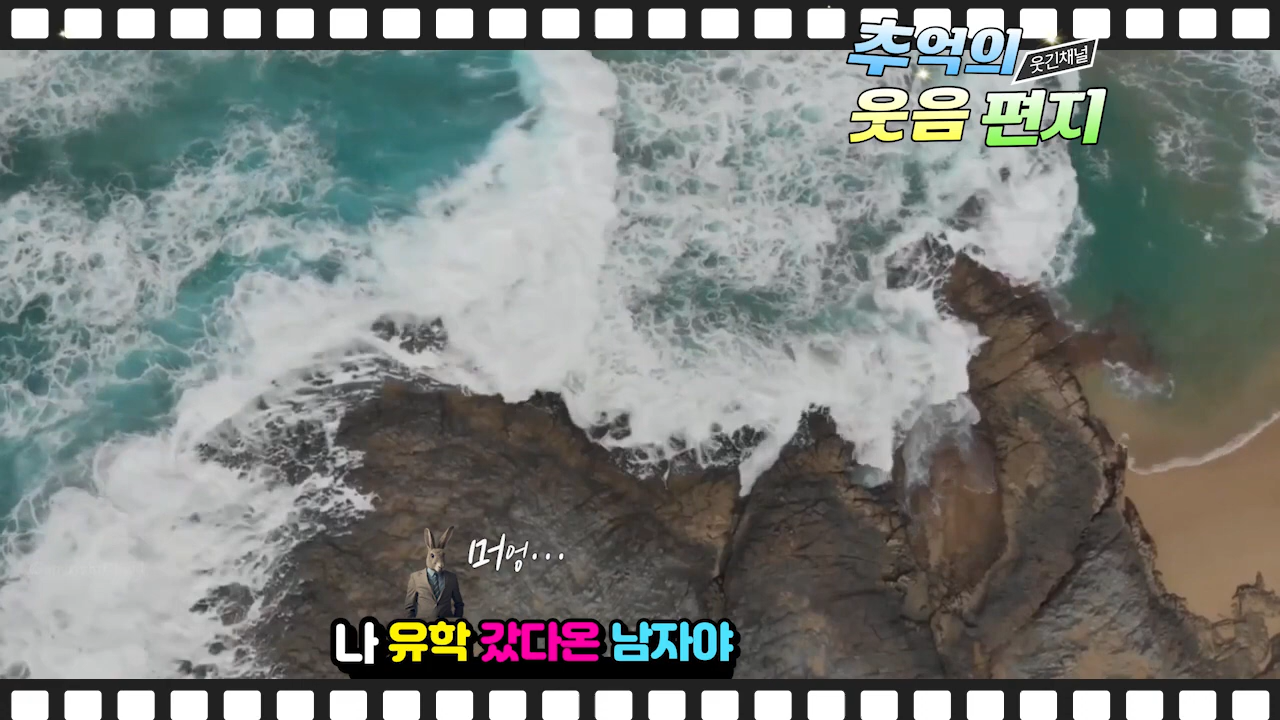 추억의
웃긴채널
웃음 편지
머엉...
나 유학 갔다온 남자야